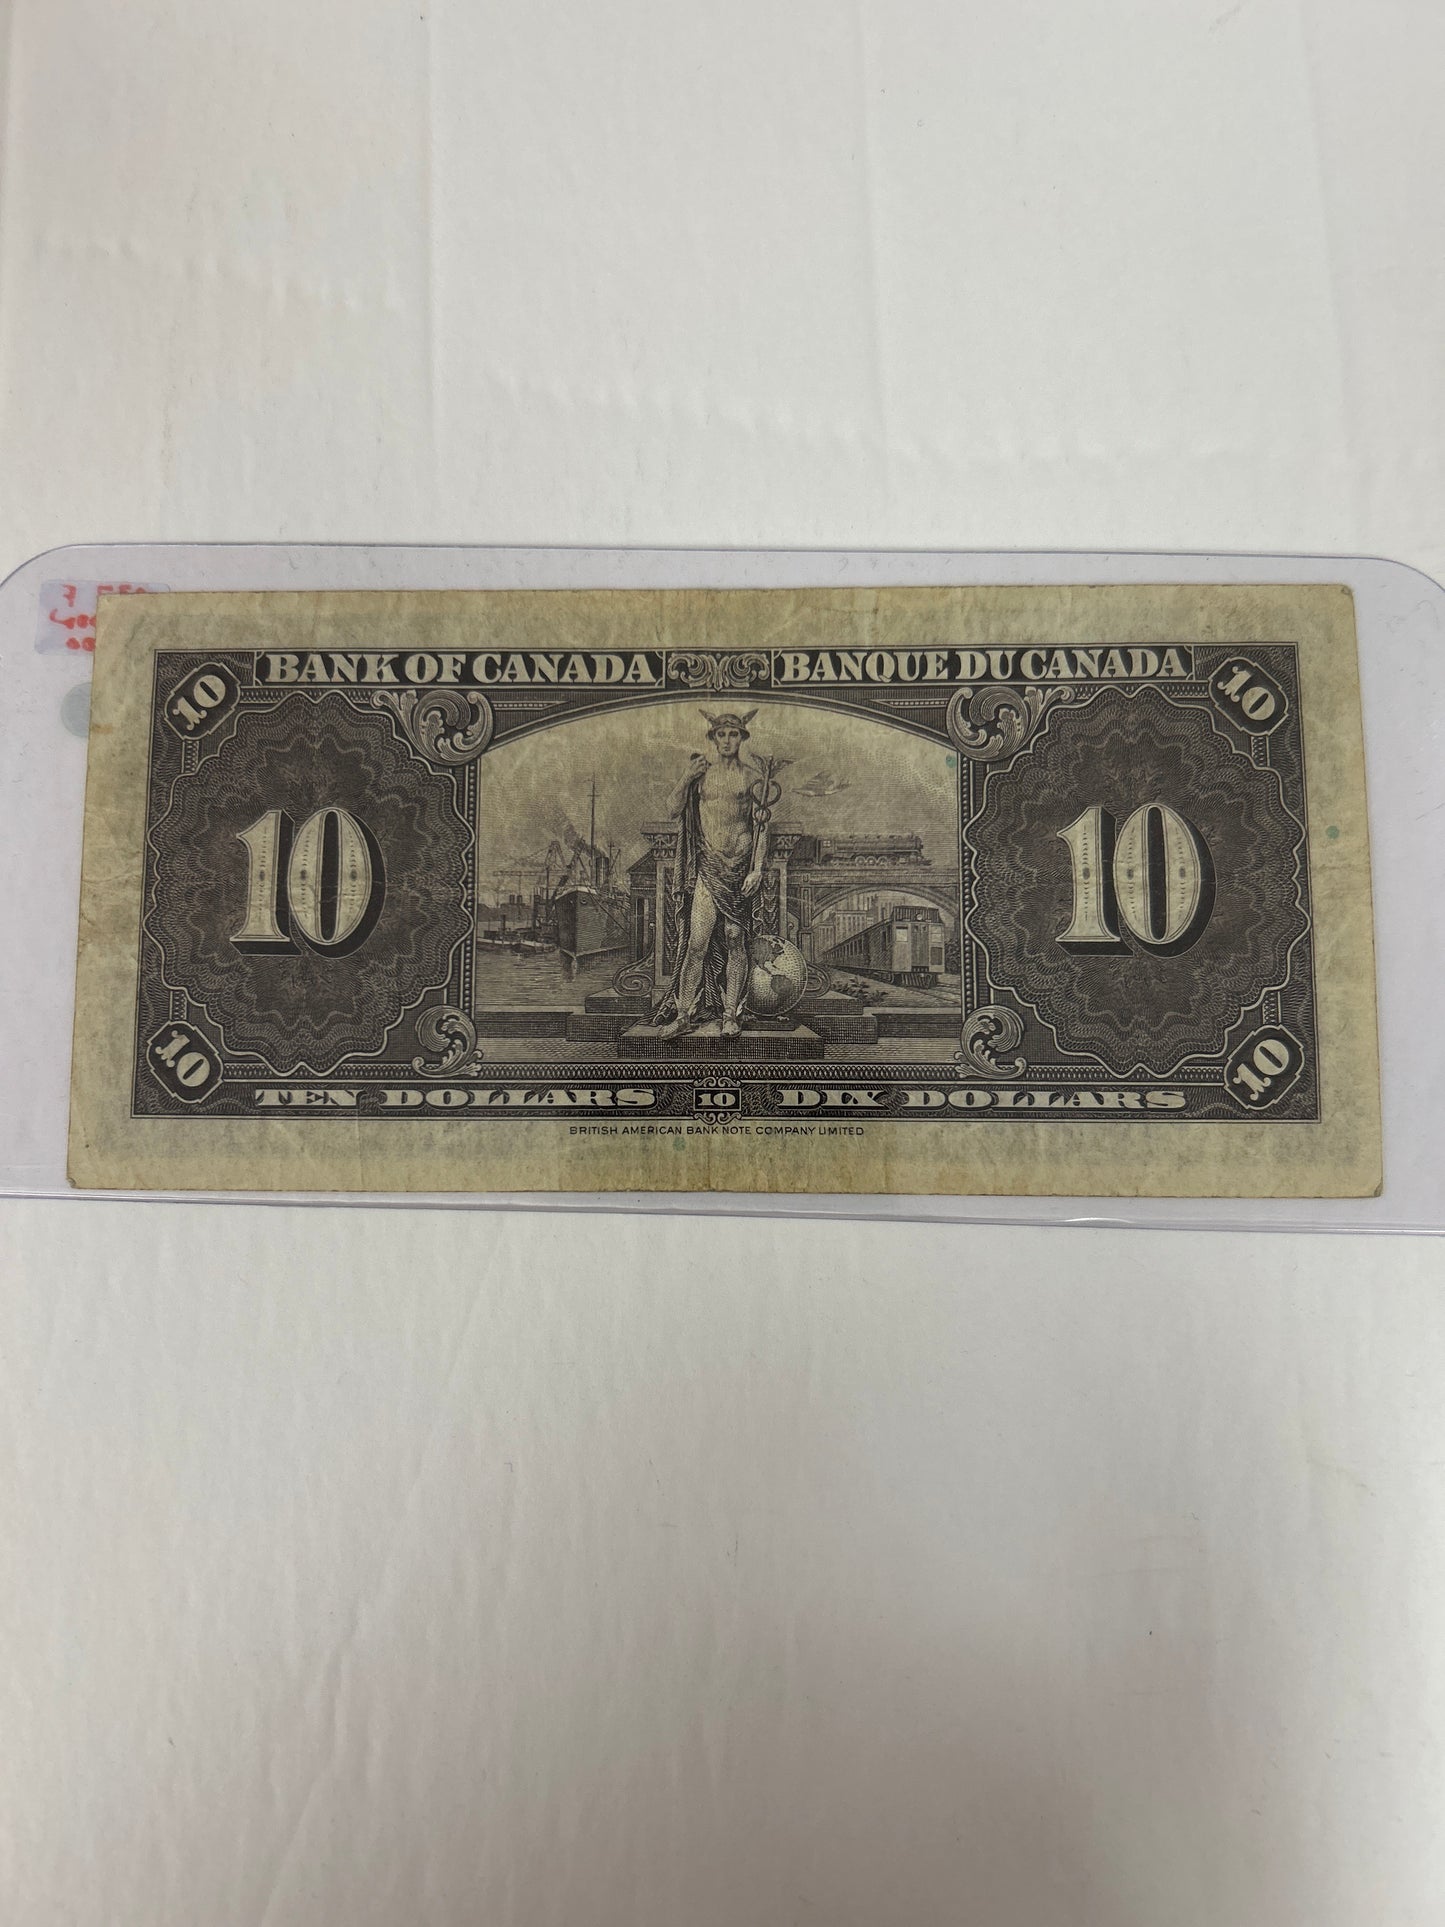 10 BANK OF CANADA BANQUE DU CANADA 10
10 10
10 TEN DOLLARS 10 DIX DOLLARS 10
BRITISH AMERICAN BANK NOTE COMPANY LIMITED